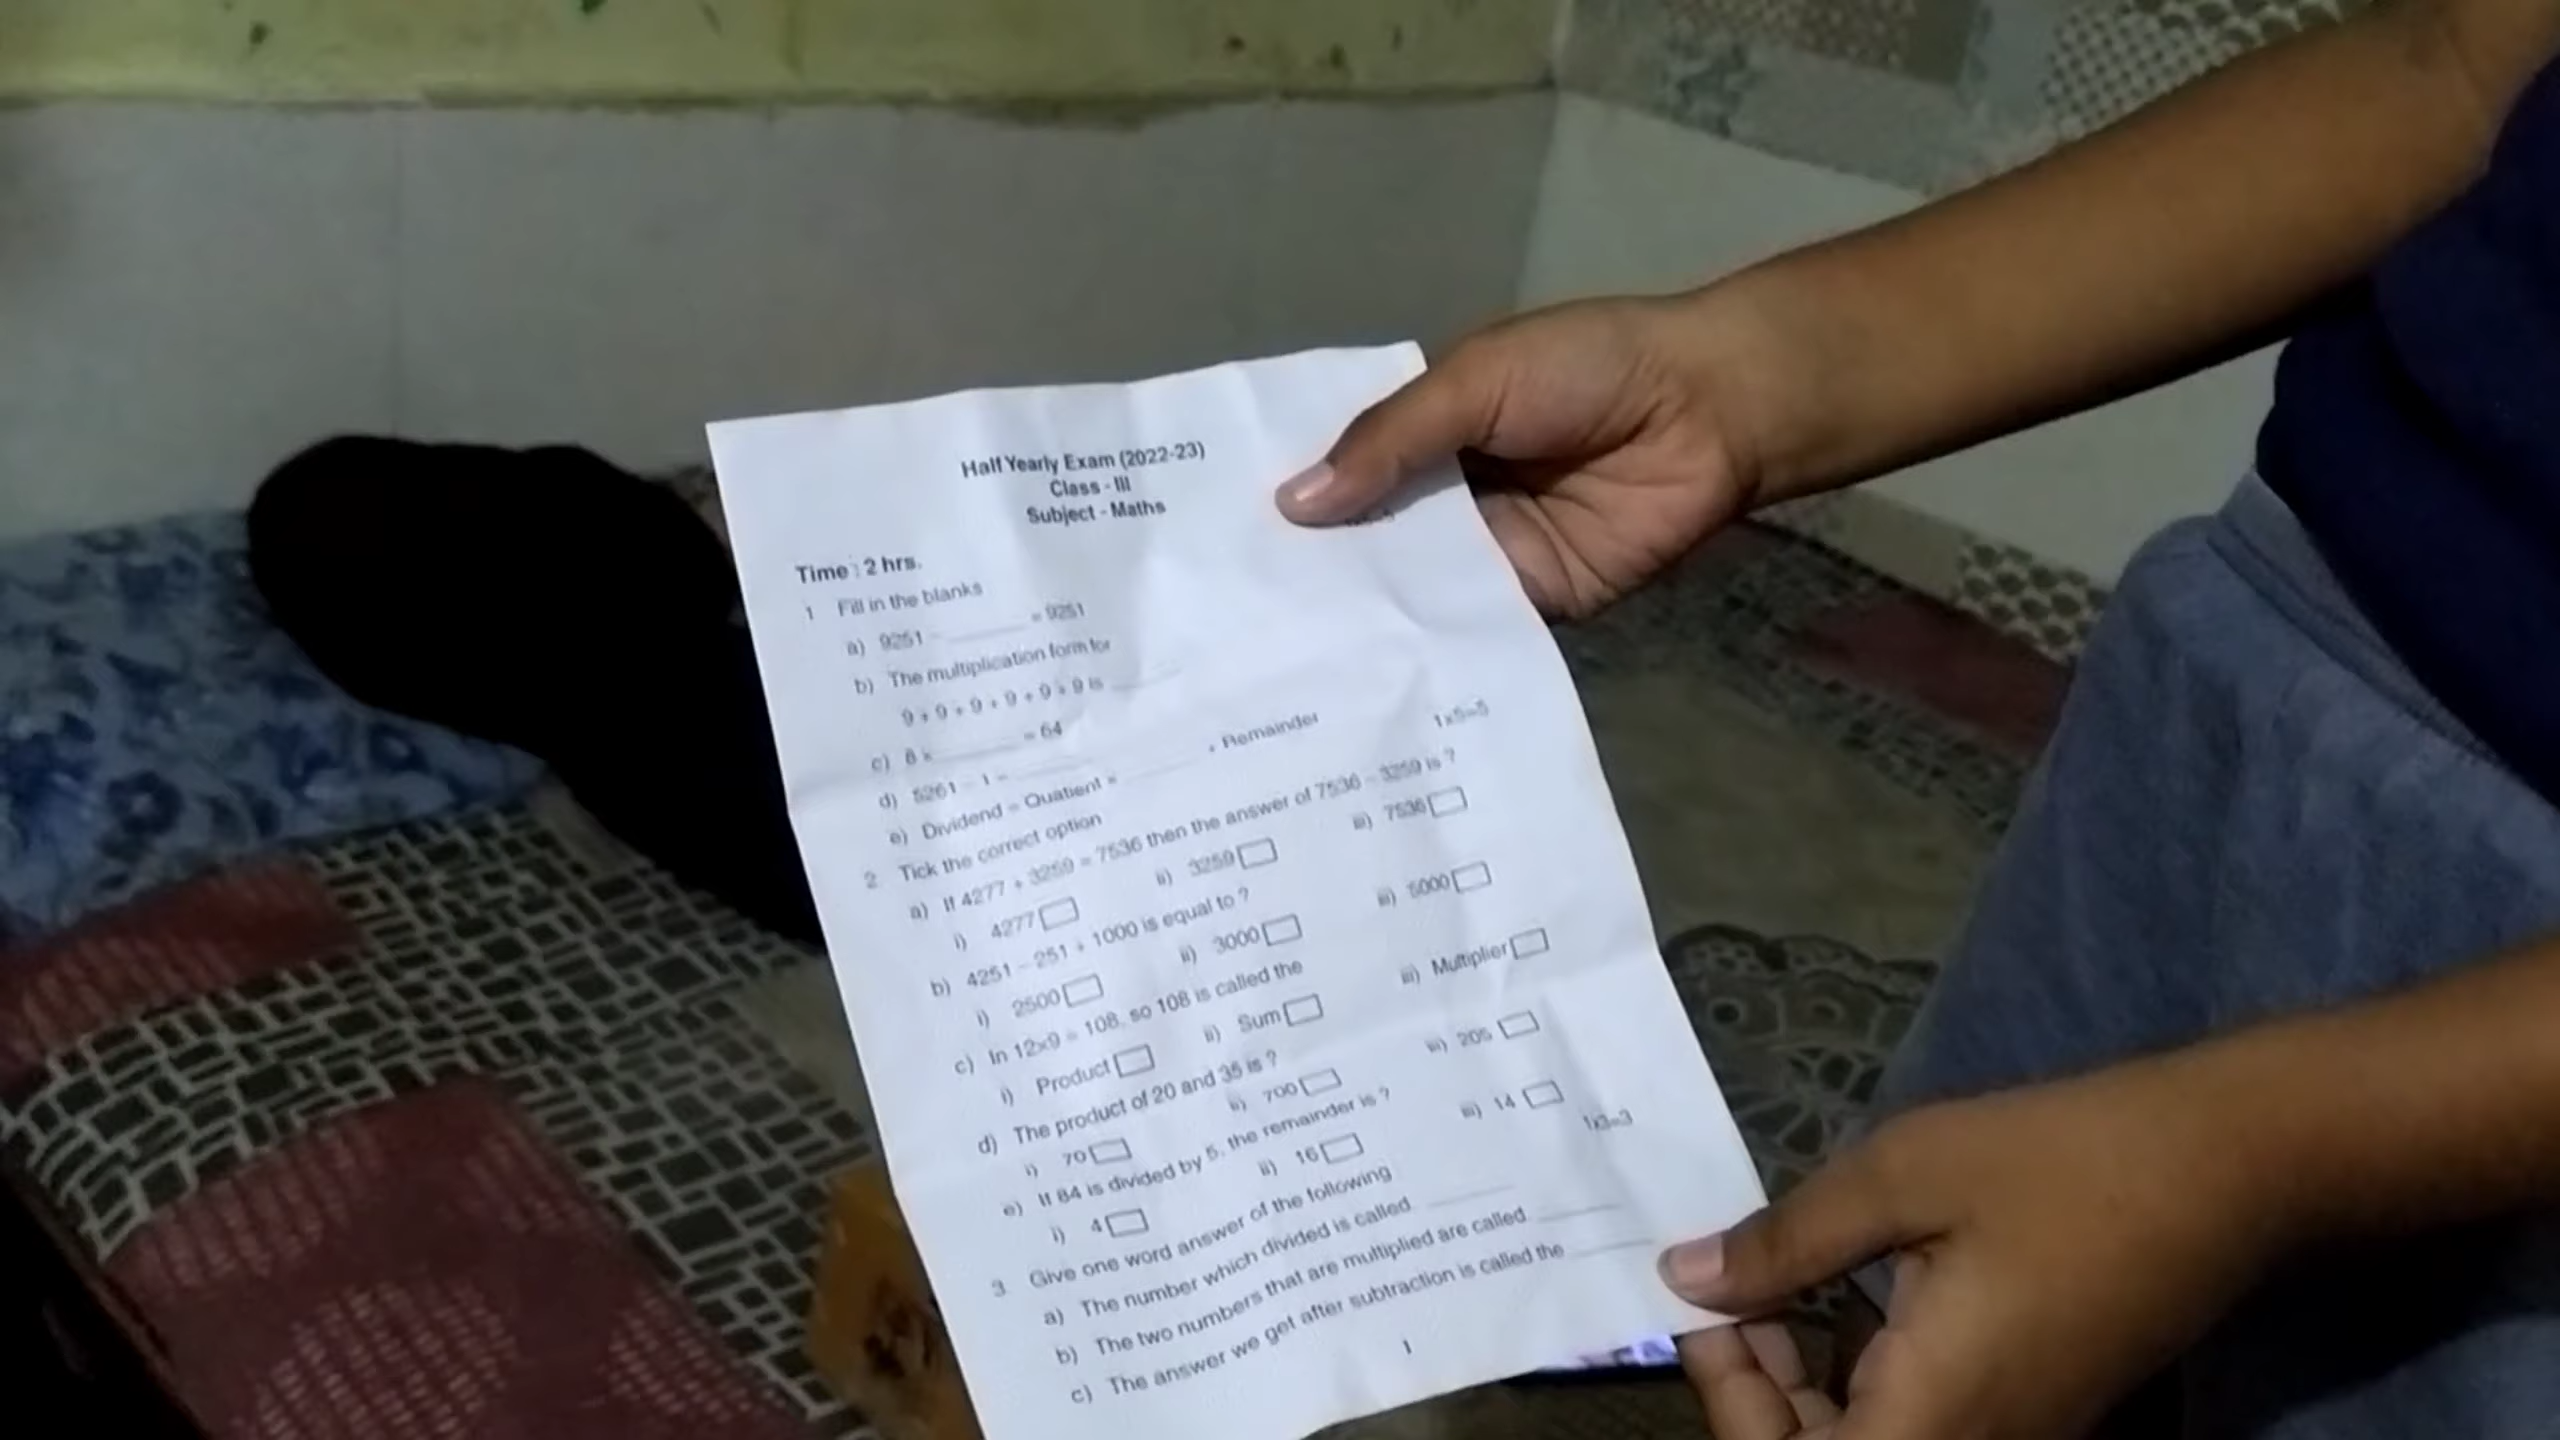 Half Yearly Exam (2022-23)
Class - III
Subject - Maths
Time : 2 hrs.
1 Fill in the blanks
a) 9251 - ________ = 9251
b) The multiplication form for
9 + 9 + 9 + 9 + 9 + 9 is ______
c) 8 x ________ = 64
d) 5261 - 1 = ________
e) Dividend = Quatient × ________ + Remainder
1x5=5
2 Tick the correct option
a) If 4277 + 3259 = 7536 then the answer of 7536 - 3259 is ?
i) 4277 ii) 3259 iii) 7536
b) 4251 - 251 + 1000 is equal to ?
i) 2500 ii) 3000 iii) 5000
c) In 12x9 = 108, so 108 is called the
i) Product ii) Sum iii) Multiplier
d) The product of 20 and 35 is ?
i) 70 ii) 700 iii) 205
e) If 84 is divided by 5, the remainder is ?
i) 4 ii) 16 iii) 14
3 Give one word answer of the following
1x3=3
a) The number which divided is called ________
b) The two numbers that are multiplied are called ________
c) The answer we get after subtraction is called the ________
1